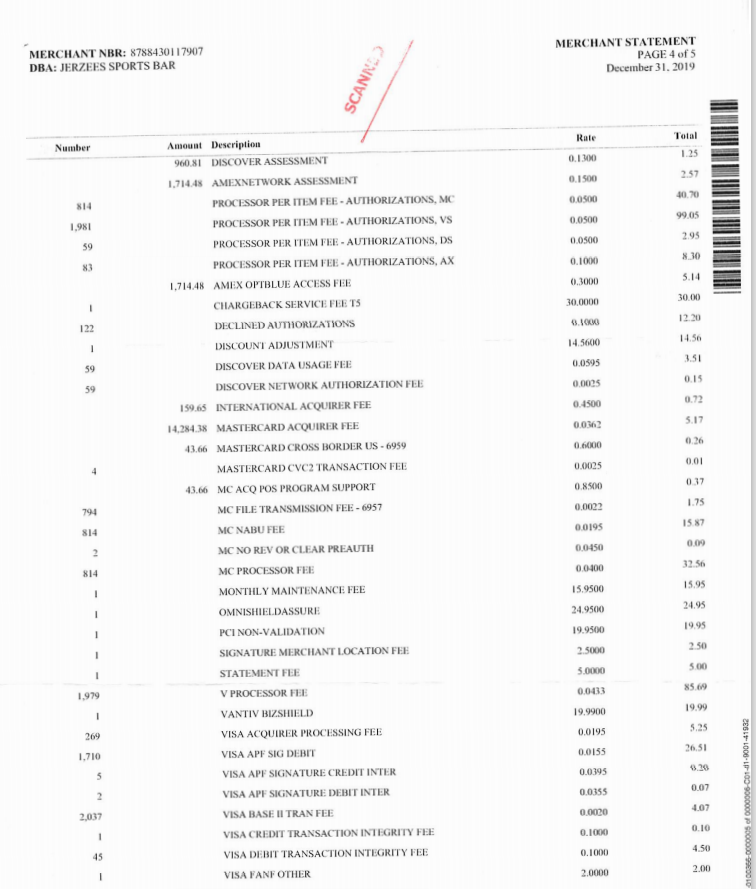 MERCHANT NBR: 8788430117907
DBA: JERZEES SPORTS BAR
MERCHANT STATEMENT
PAGE 4 of 5
December 31, 2019
SCANNED
Number Amount Description Rate Total
960.81 DISCOVER ASSESSMENT 0.1300 1.25
1,714.48 AMEXNETWORK ASSESSMENT 0.1500 2.57
814 PROCESSOR PER ITEM FEE - AUTHORIZATIONS, MC 0.0500 40.70
1,981 PROCESSOR PER ITEM FEE - AUTHORIZATIONS, VS 0.0500 99.05
59 PROCESSOR PER ITEM FEE - AUTHORIZATIONS, DS 0.0500 2.95
83 PROCESSOR PER ITEM FEE - AUTHORIZATIONS, AX 0.1000 8.30
1,714.48 AMEX OPTBLUE ACCESS FEE 0.3000 5.14
1 CHARGEBACK SERVICE FEE T5 30.0000 30.00
122 DECLINED AUTHORIZATIONS 0.1000 12.20
1 DISCOUNT ADJUSTMENT 14.5600 14.56
59 DISCOVER DATA USAGE FEE 0.0595 3.51
59 DISCOVER NETWORK AUTHORIZATION FEE 0.0025 0.15
159.65 INTERNATIONAL ACQUIRER FEE 0.4500 0.72
14,284.38 MASTERCARD ACQUIRER FEE 0.0362 5.17
43.66 MASTERCARD CROSS BORDER US - 6959 0.6000 0.26
4 MASTERCARD CVC2 TRANSACTION FEE 0.0025 0.01
43.66 MC ACQ POS PROGRAM SUPPORT 0.8500 0.37
794 MC FILE TRANSMISSION FEE - 6957 0.0022 1.75
814 MC NABU FEE 0.0195 15.87
2 MC NO REV OR CLEAR PREAUTH 0.0450 0.09
814 MC PROCESSOR FEE 0.0400 32.56
1 MONTHLY MAINTENANCE FEE 15.9500 15.95
1 OMNISHIELDASSURE 24.9500 24.95
1 PCI NON-VALIDATION 19.9500 19.95
1 SIGNATURE MERCHANT LOCATION FEE 2.5000 2.50
1 STATEMENT FEE 5.0000 5.00
1,979 V PROCESSOR FEE 0.0433 85.69
1 VANTIV BIZSHIELD 19.9900 19.99
269 VISA ACQUIRER PROCESSING FEE 0.0195 5.25
1,710 VISA APF SIG DEBIT 0.0155 26.51
5 VISA APF SIGNATURE CREDIT INTER 0.0395 0.20
2 VISA APF SIGNATURE DEBIT INTER 0.0355 0.07
2,037 VISA BASE II TRAN FEE 0.0020 4.07
1 VISA CREDIT TRANSACTION INTEGRITY FEE 0.1000 0.10
45 VISA DEBIT TRANSACTION INTEGRITY FEE 0.1000 4.50
1 VISA FANF OTHER 2.0000 2.00